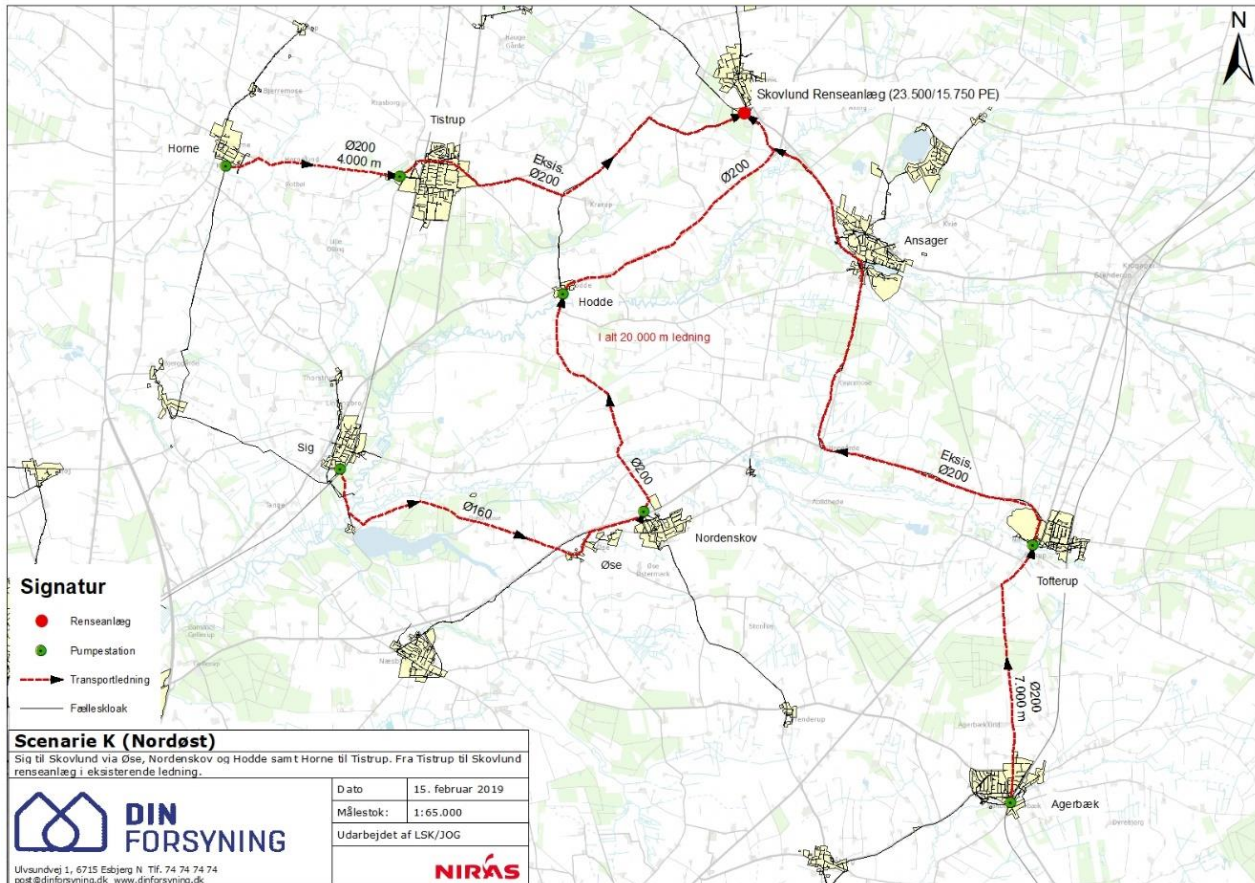 N
Skovlund Renseanlæg (23.500/15.750 PE)
Tistrup
Horne
Ø200
4.000 m
Eksis.
Ø200
Ø200
Ansager
Hodde
I alt 20.000 m ledning
Sig
Ø200
Eksis.
Ø200
Ø160
Nordenskov
Øse
Tofterup
Ø200
7.000 m
Agerbæk
Signatur
Renseanlæg
Pumpestation
Transportledning
Fælleskloak
Scenarie K (Nordøst)
Sig til Skovlund via Øse, Nordenskov og Hodde samt Horne til Tistrup. Fra Tistrup til Skovlund
renseanlæg i eksisterende ledning.
DIN
FORSYNING
Ulvsundvej 1, 6715 Esbjerg N Tlf. 74 74 74 74
post@dinforsyning.dk www.dinforsyning.dk
Dato 15. februar 2019
Målestok: 1:65.000
Udarbejdet af LSK/JOG
NIRAS